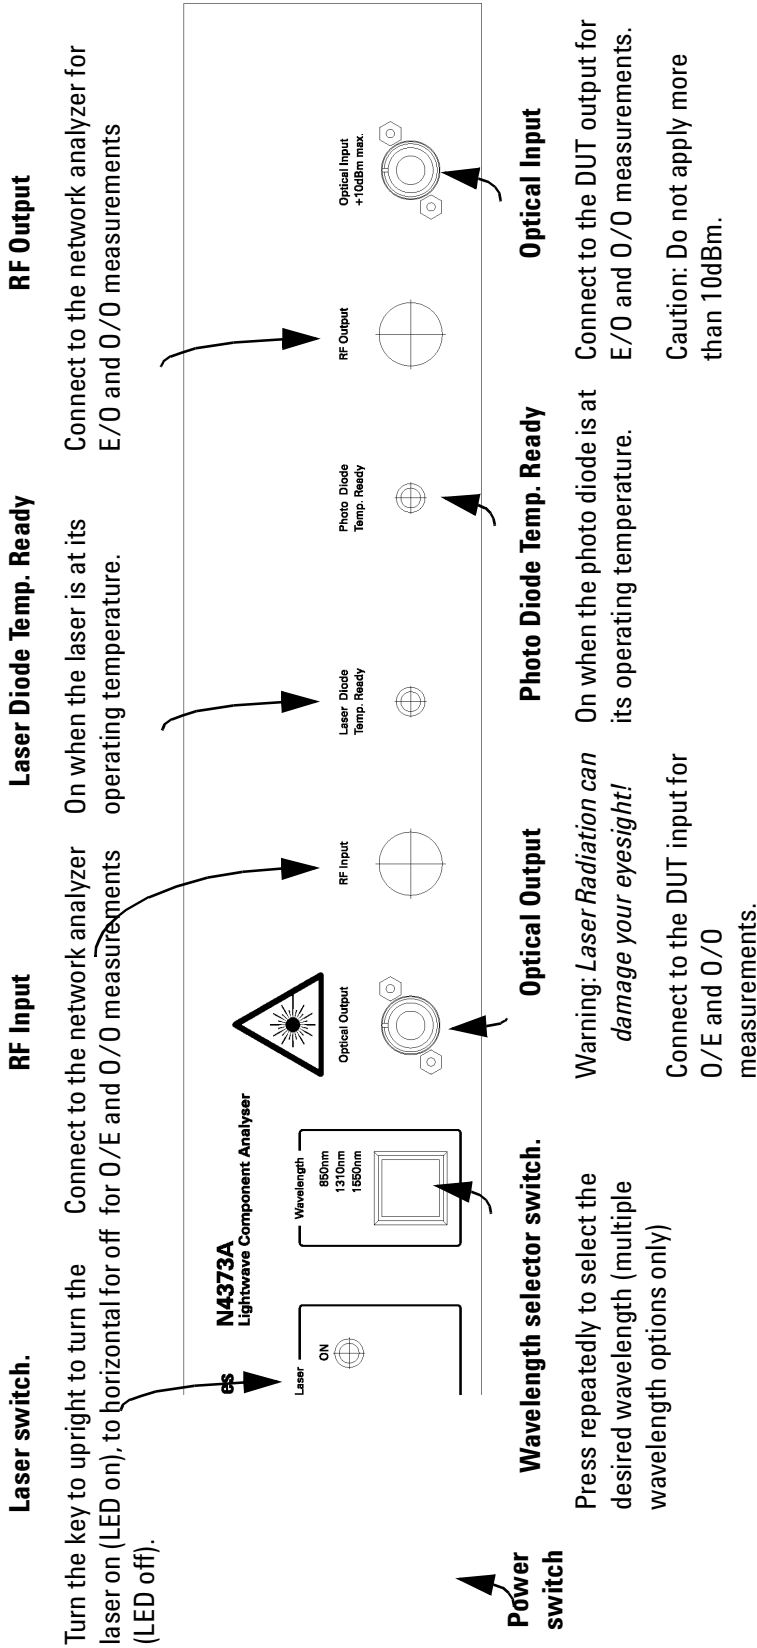 Laser switch.
Turn the key to upright to turn the
laser on (LED on), to horizontal for off
(LED off).
RF Input
Connect to the network analyzer
for O/E and O/O measurements
Laser Diode Temp. Ready
On when the laser is at its
operating temperature.
RF Output
Connect to the network analyzer for
E/O and O/O measurements
es
N4373A
Lightwave Component Analyser
Laser
ON
Wavelength
850nm
1310nm
1550nm
Optical Output
RF Input
Laser Diode
Temp. Ready
Photo Diode
Temp. Ready
RF Output
Optical Input
+10dBm max.
Power
switch
Wavelength selector switch.
Press repeatedly to select the
desired wavelength (multiple
wavelength options only)
Optical Output
Warning: Laser Radiation can
damage your eyesight!
Connect to the DUT input for
O/E and O/O
measurements.
Photo Diode Temp. Ready
On when the photo diode is at
its operating temperature.
Optical Input
Connect to the DUT output for
E/O and O/O measurements.
Caution: Do not apply more
than 10dBm.